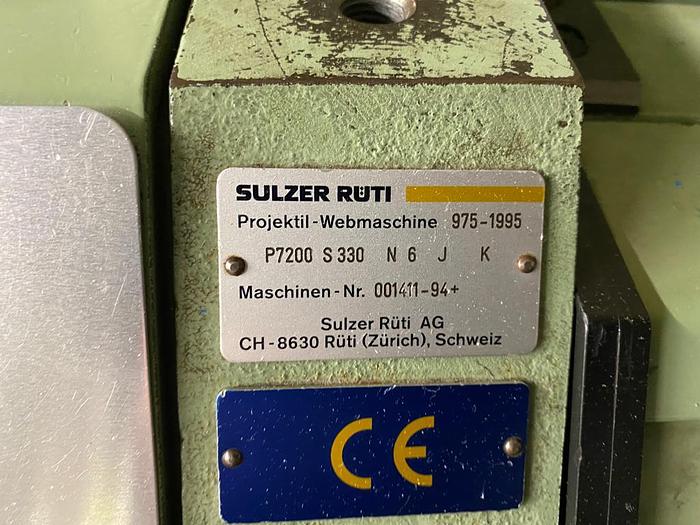 SULZER RÜTI
Projektil-Webmaschine 975-1995
P7200 S 330 N 6 J K
Maschinen-Nr. 001411-94+
Sulzer Rüti AG
CH-8630 Rüti (Zürich), Schweiz
CE